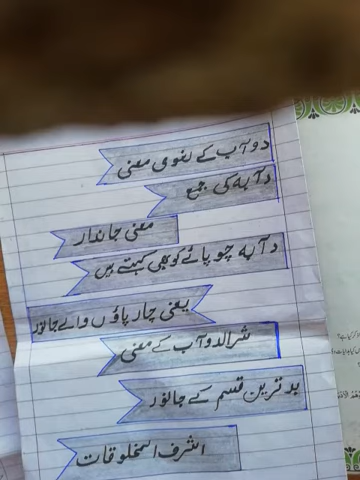 دوآب کے لغوی معنی
دآبہ کی جمع
معنی جاندار
دآبہ چوپائے کو بھی کہتے ہیں
یعنی چار پاؤں والے جانور
شرالدوآب کے معنی
بدترین قسم کے جانور
اشرف المخلوقات